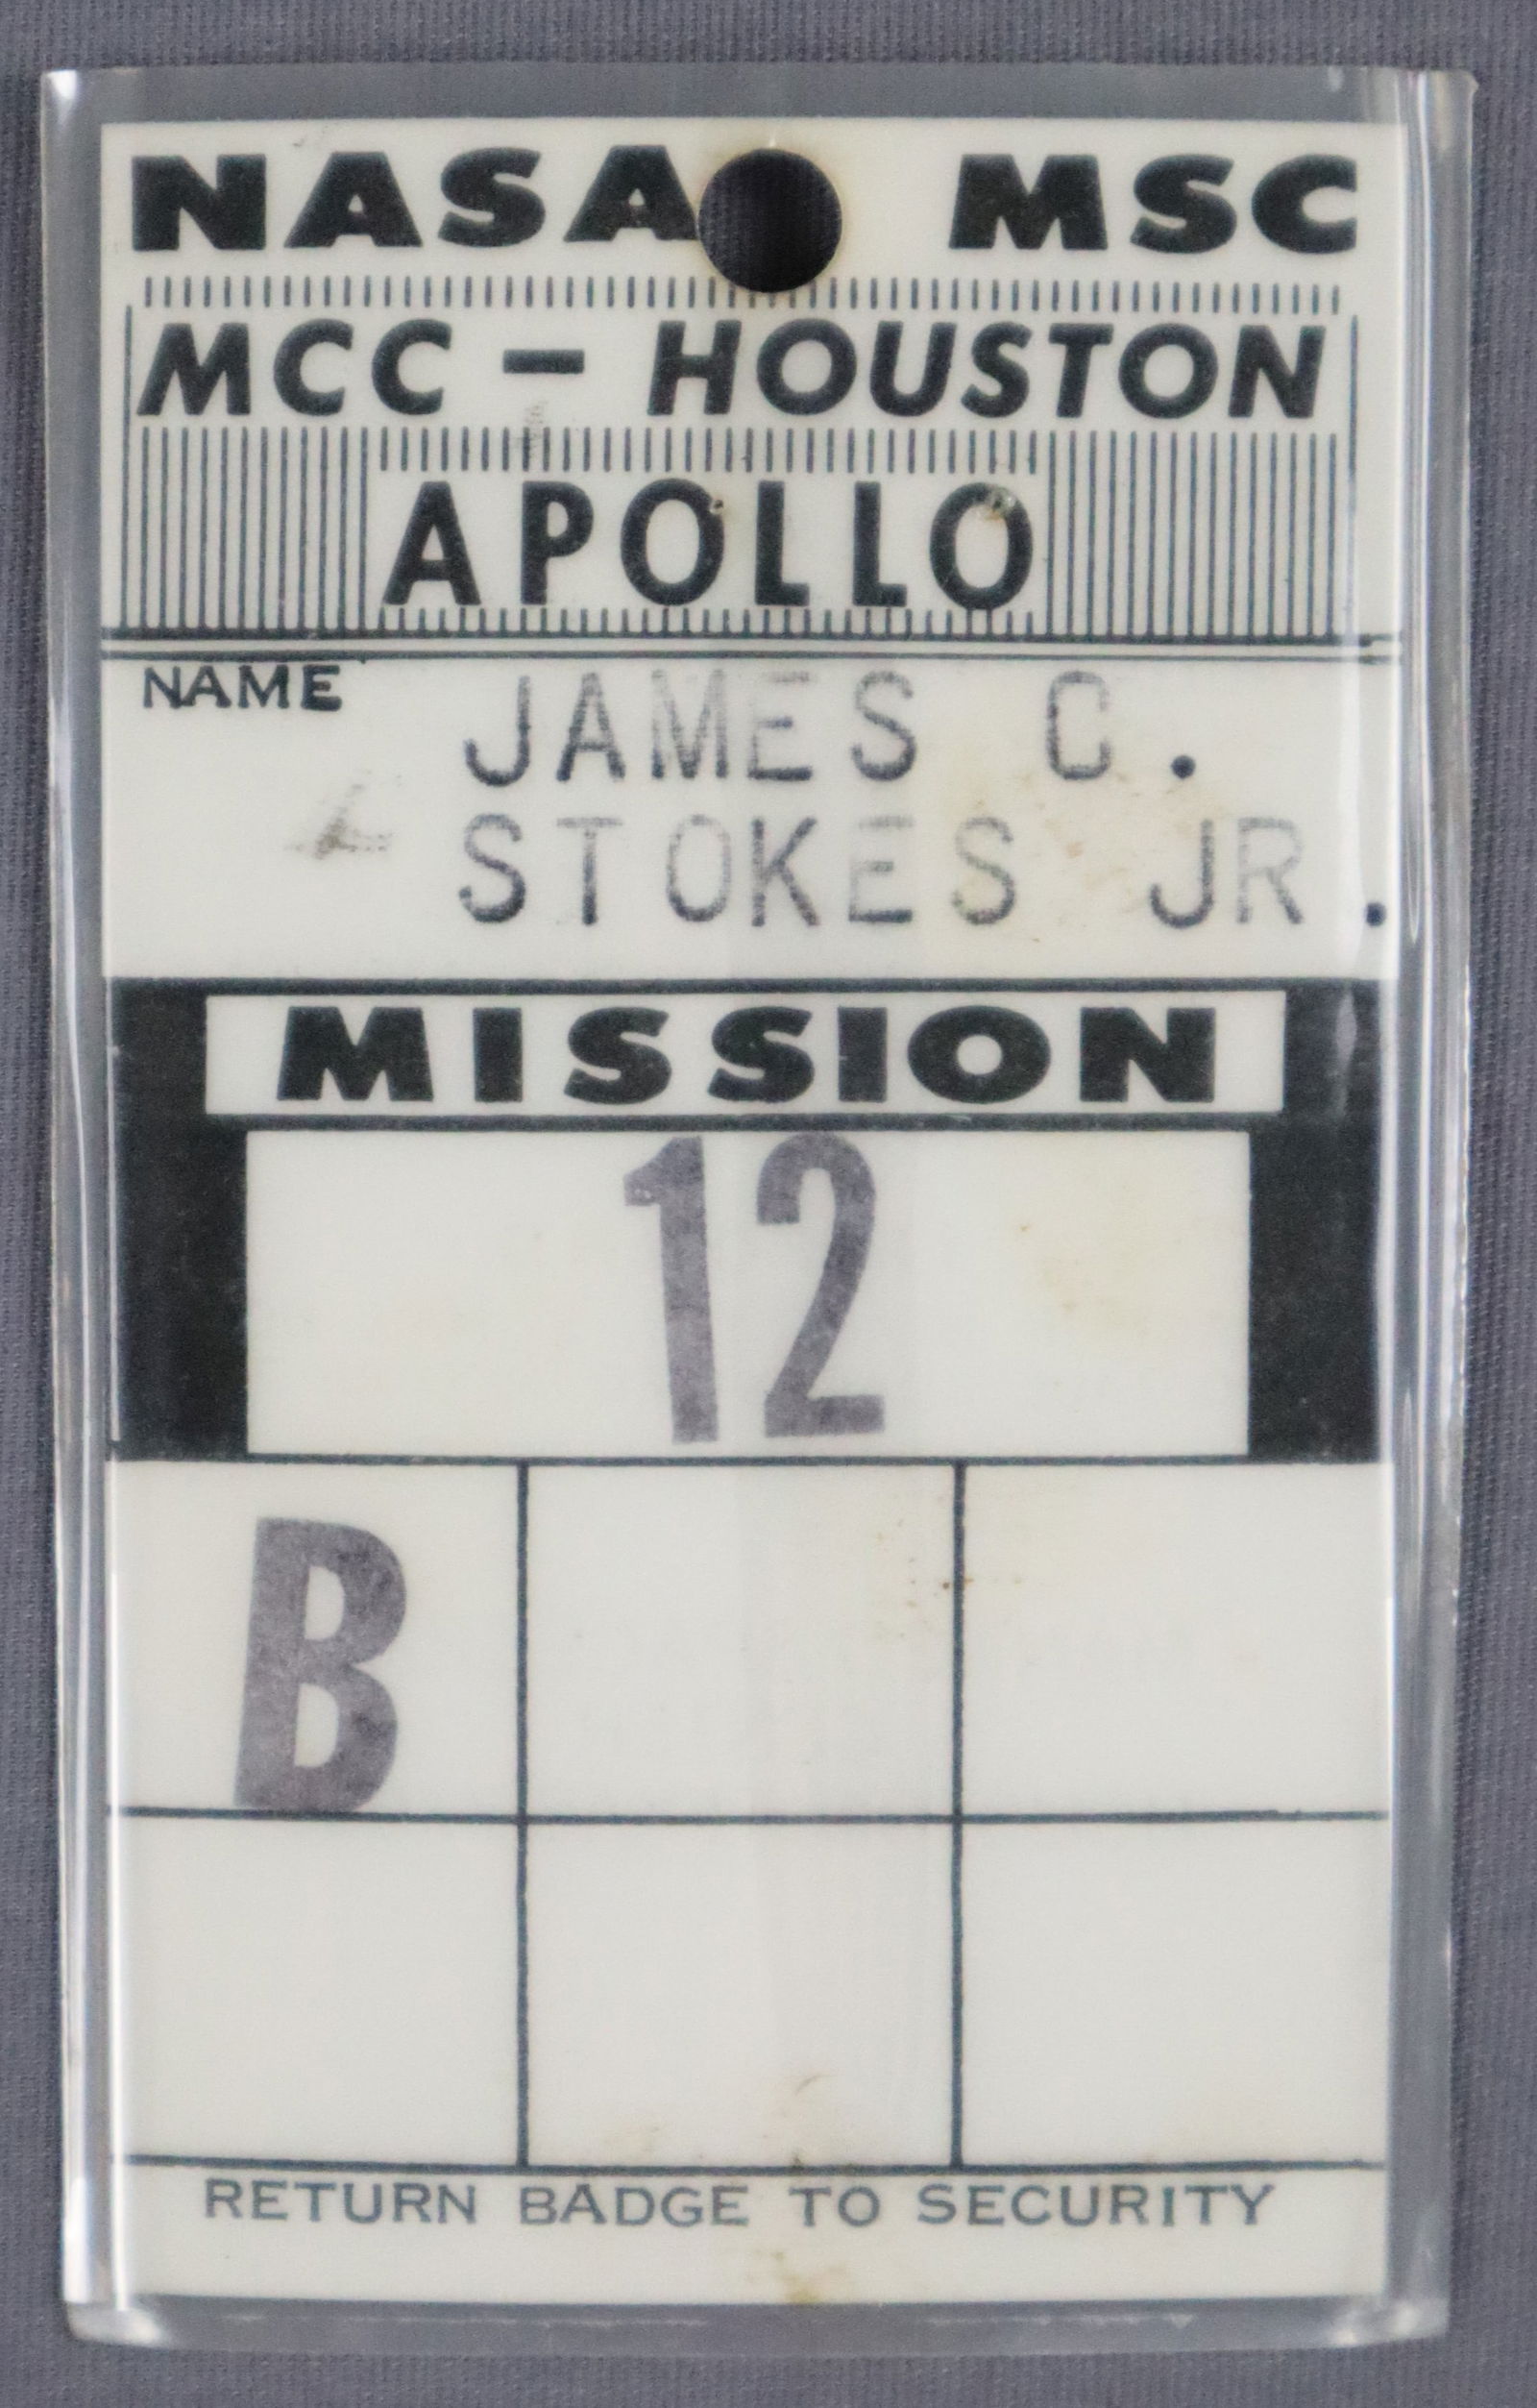 NASA MSC
MCC – HOUSTON
APOLLO
NAME JAMES C.
STOKES JR.
MISSION
12
B
RETURN BADGE TO SECURITY